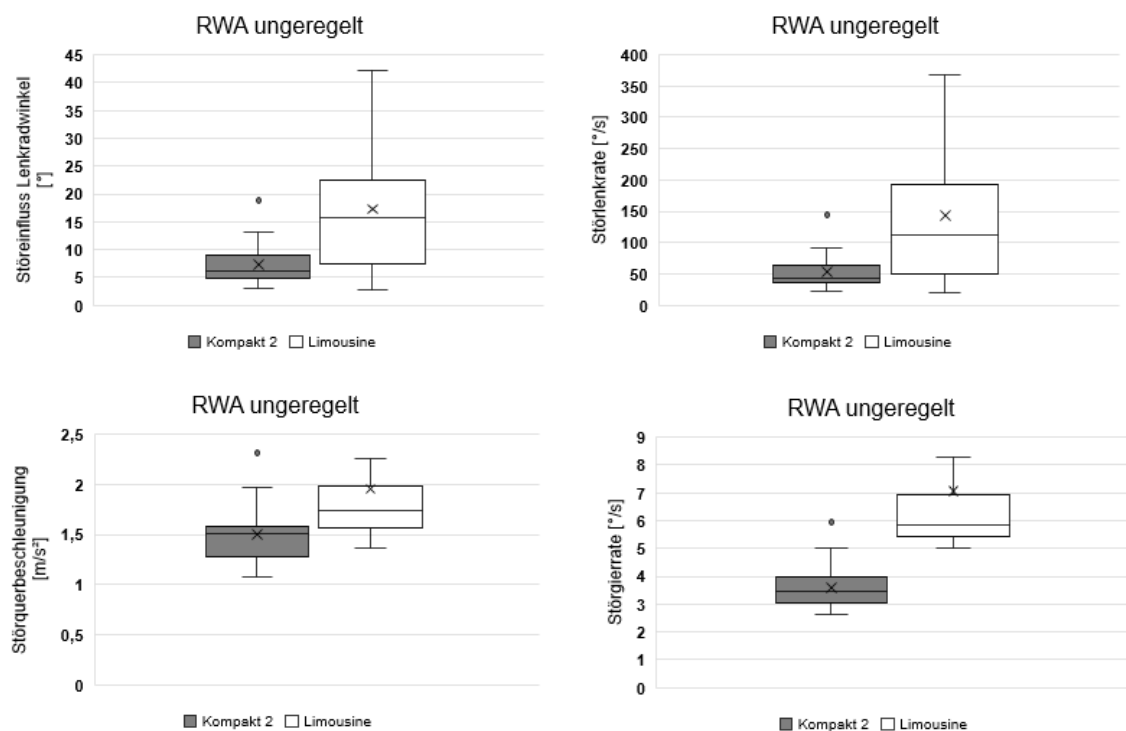 RWA ungeregelt
Störeinfluss Lenkradwinkel
[°]
45
40
35
30
25
20
15
10
5
0
Kompakt 2 Limousine
RWA ungeregelt
Störlenkrate [°/s]
400
350
300
250
200
150
100
50
0
Kompakt 2 Limousine
RWA ungeregelt
Störquerbeschleunigung
[m/s²]
2,5
2
1,5
1
0,5
0
Kompakt 2 Limousine
RWA ungeregelt
Störgierrate [°/s]
9
8
7
6
5
4
3
2
1
0
Kompakt 2 Limousine